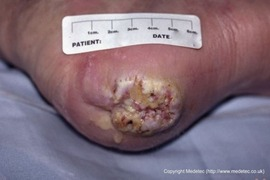 1cm. 2cm. 3cm. 4cm. 5cm. 6cm.
PATIENT: DATE:
Copyright Medetec (http://www.medetec.co.uk)